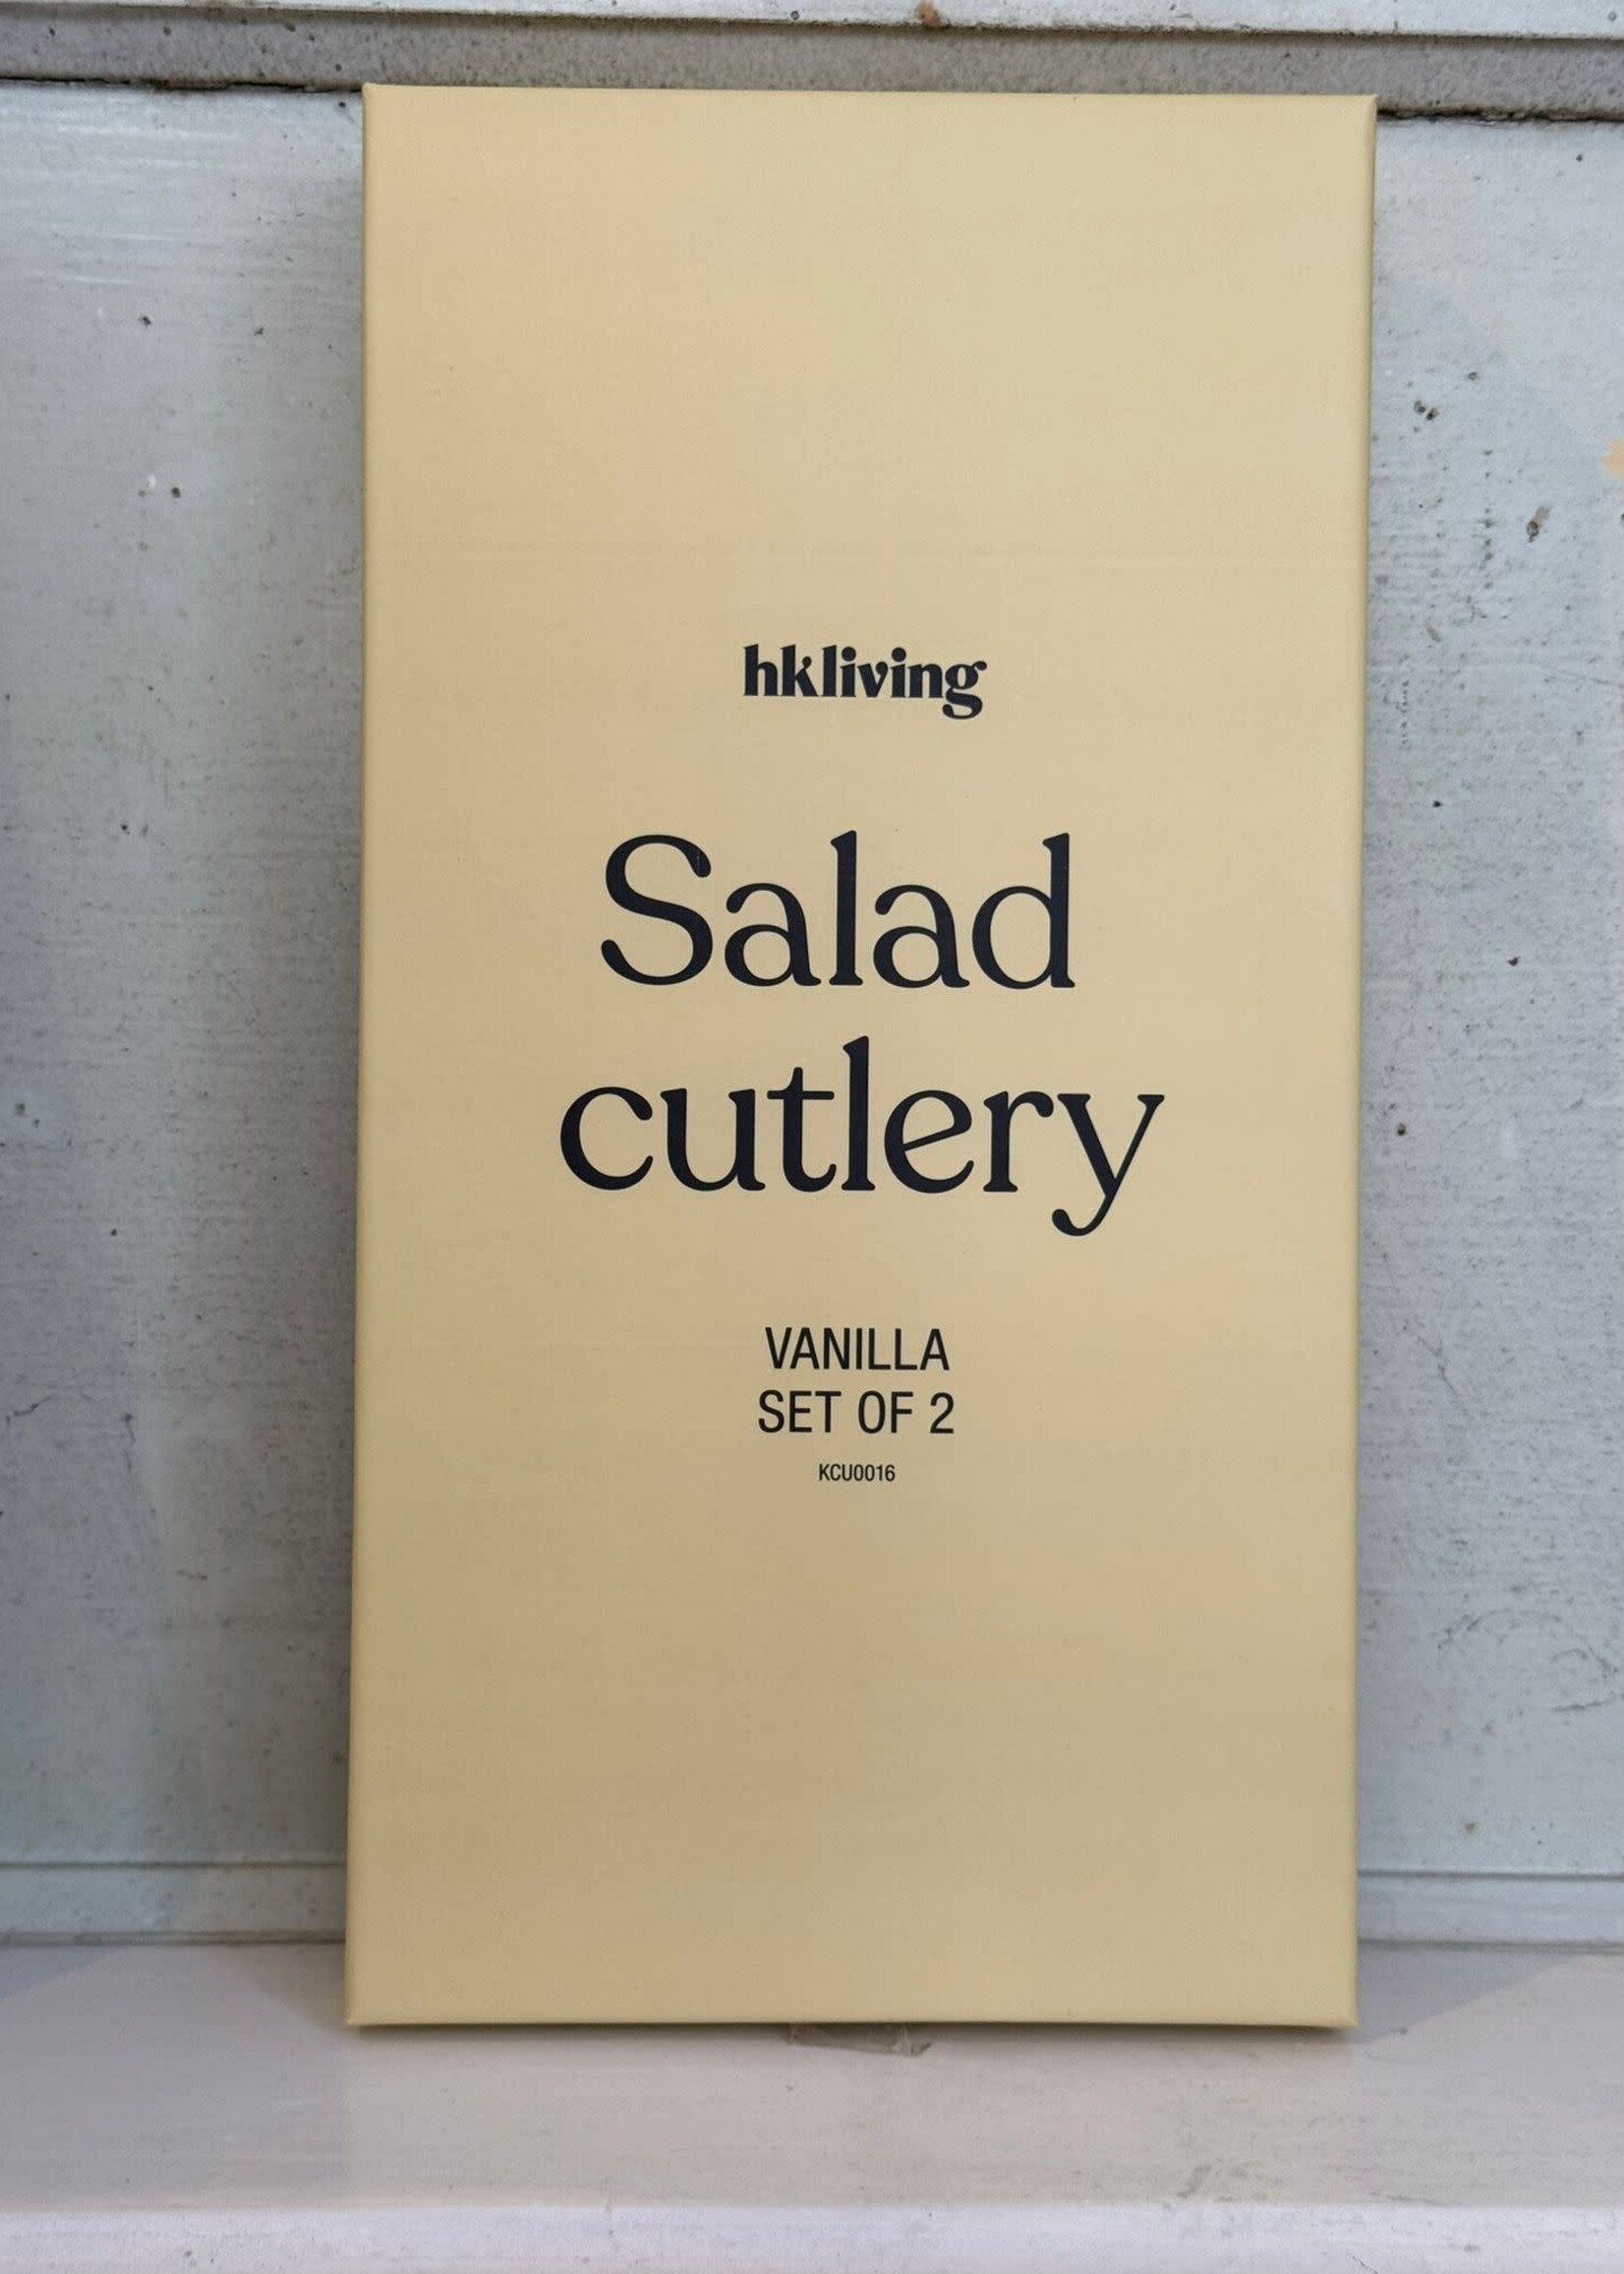 hkliving
Salad
cutlery
VANILLA
SET OF 2
KCU0016